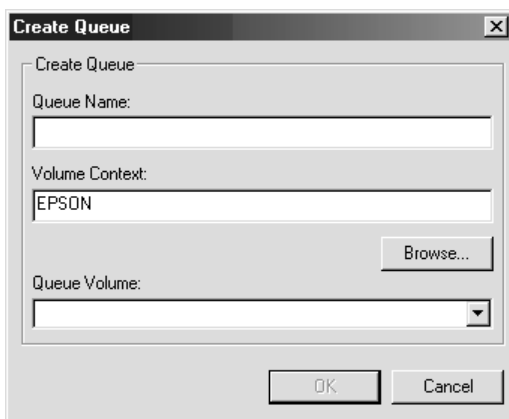 Create Queue
Create Queue
Queue Name:
Volume Context:
EPSON
Browse...
Queue Volume:
OK
Cancel